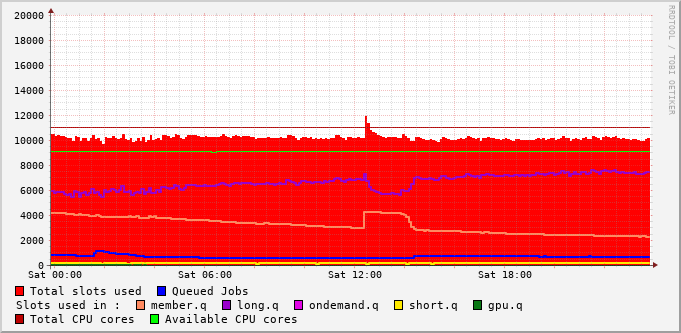 20000
18000
16000
14000
12000
10000
8000
6000
4000
2000
0
Sat 00:00 Sat 06:00 Sat 12:00 Sat 18:00
RRDTOOL / TOBI OETIKER
Total slots used Queued Jobs
Slots used in : member.q long.q ondemand.q short.q gpu.q
Total CPU cores Available CPU cores